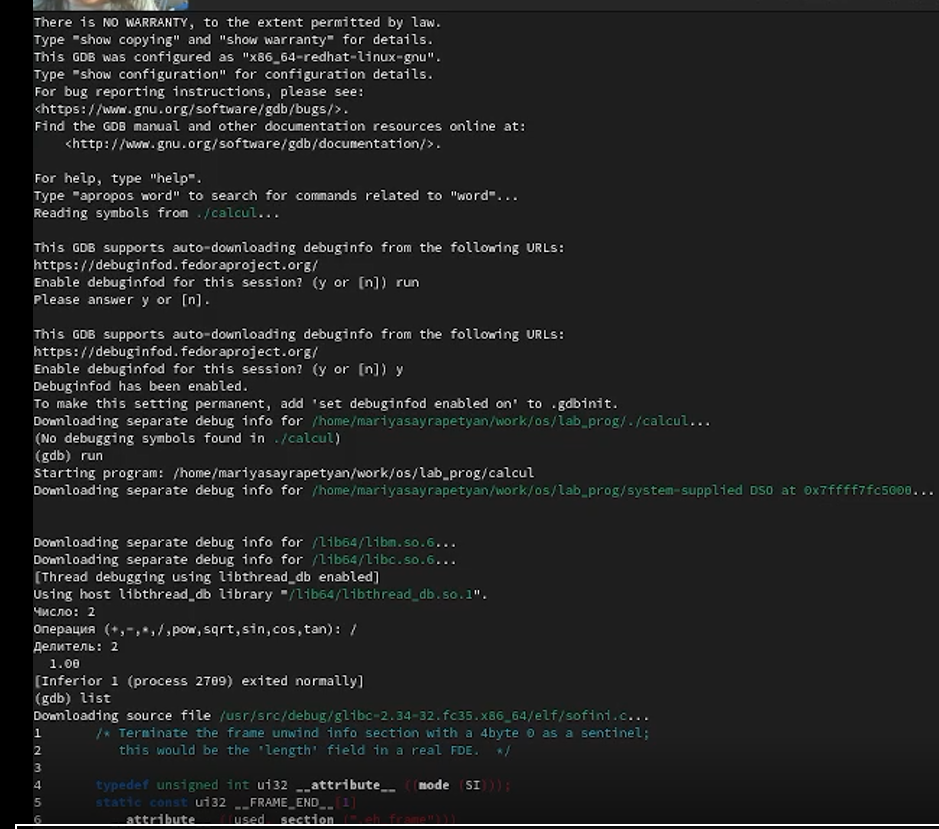 There is NO WARRANTY, to the extent permitted by law.
Type "show copying" and "show warranty" for details.
This GDB was configured as "x86_64-redhat-linux-gnu".
Type "show configuration" for configuration details.
For bug reporting instructions, please see:
<https://www.gnu.org/software/gdb/bugs/>.
Find the GDB manual and other documentation resources online at:
    <http://www.gnu.org/software/gdb/documentation/>.

For help, type "help".
Type "apropos word" to search for commands related to "word"...
Reading symbols from ./calcul...

This GDB supports auto-downloading debuginfo from the following URLs:
https://debuginfod.fedoraproject.org/
Enable debuginfod for this session? (y or [n]) run
Please answer y or [n].

This GDB supports auto-downloading debuginfo from the following URLs:
https://debuginfod.fedoraproject.org/
Enable debuginfod for this session? (y or [n]) y
Debuginfod has been enabled.
To make this setting permanent, add 'set debuginfod enabled on' to .gdbinit.
Downloading separate debug info for /home/mariyasayrapetyan/work/os/lab_prog/./calcul...
(No debugging symbols found in ./calcul)
(gdb) run
Starting program: /home/mariyasayrapetyan/work/os/lab_prog/calcul
Downloading separate debug info for /home/mariyasayrapetyan/work/os/lab_prog/system-supplied DSO at 0x7ffff7fc5000...

Downloading separate debug info for /lib64/libm.so.6...
Downloading separate debug info for /lib64/libc.so.6...
[Thread debugging using libthread_db enabled]
Using host libthread_db library "/lib64/libthread_db.so.1".
Число: 2
Операция (+,-,*,/,pow,sqrt,sin,cos,tan): /
Делитель: 2
  1.00
[Inferior 1 (process 2709) exited normally]
(gdb) list
Downloading source file /usr/src/debug/glibc-2.34-32.fc35.x86_64/elf/sofini.c...
1       /* Terminate the frame unwind info section with a 4byte 0 as a sentinel;
2          this would be the 'length' field in a real FDE.  */
3
4       typedef unsigned int ui32 __attribute__ ((mode (SI)));
5       static const ui32 __FRAME_END__[1]
6         __attribute__ ((used, section (".eh_frame")))